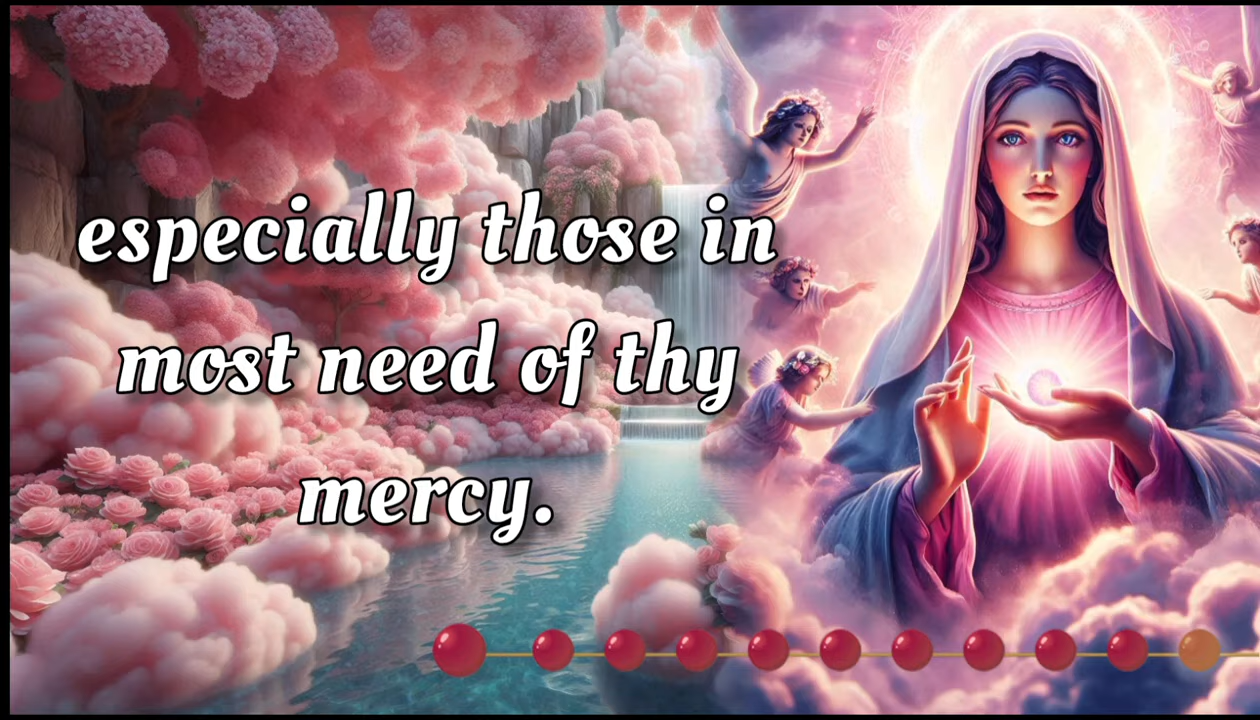 especially those in
most need of thy
mercy.